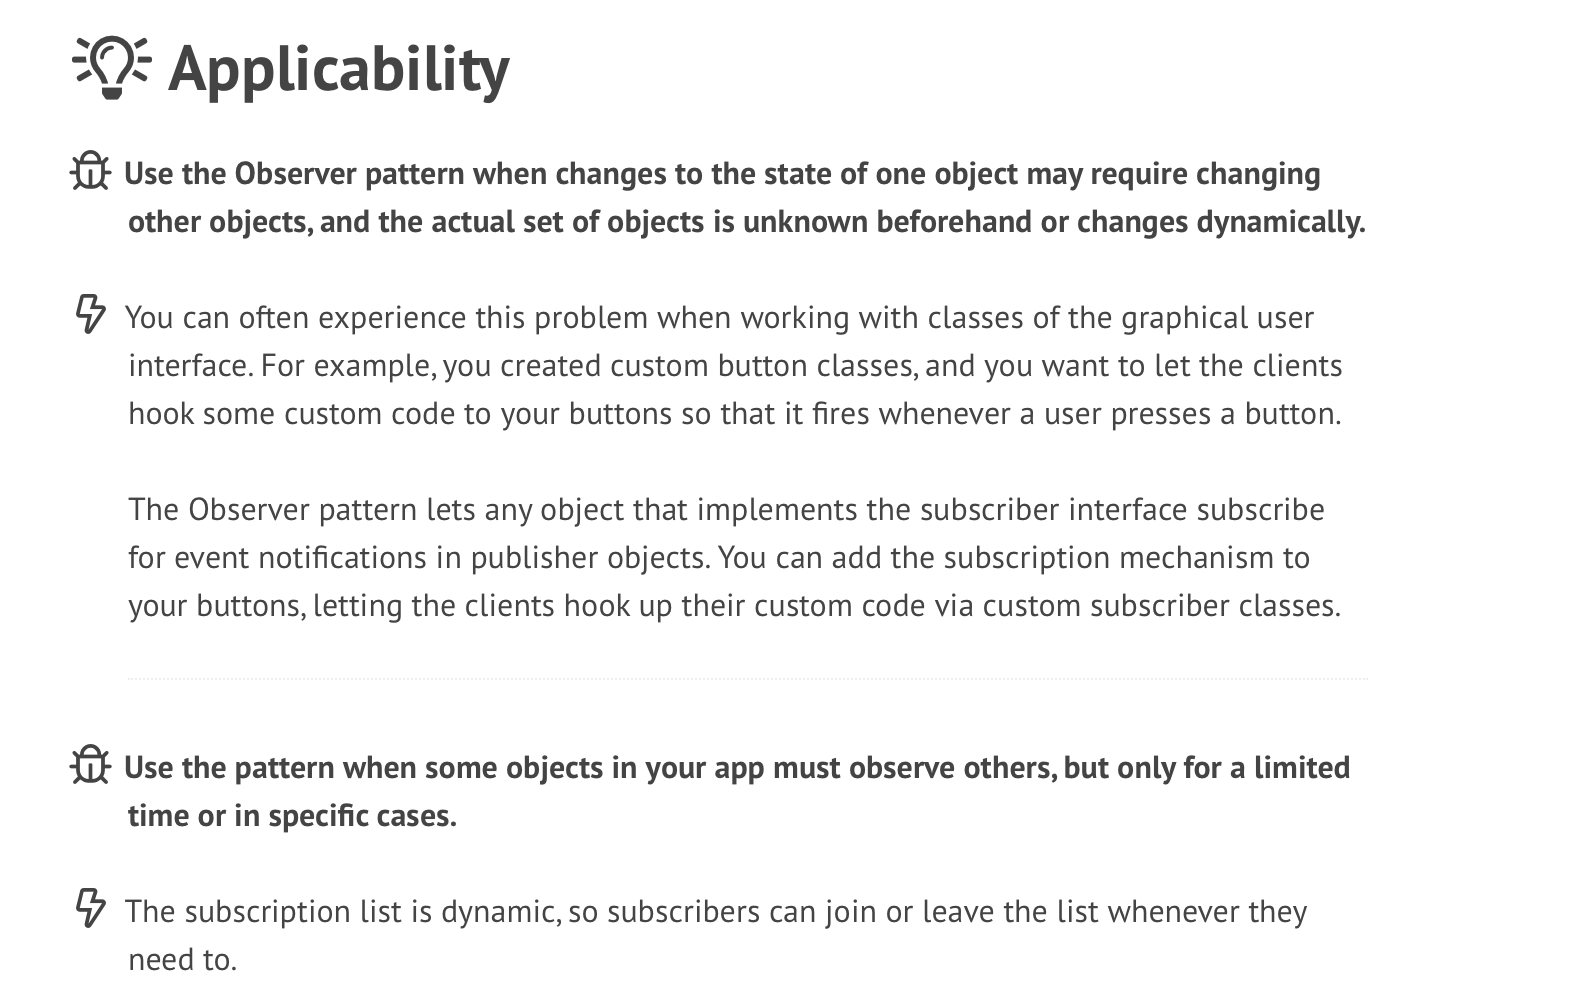 Applicability
Use the Observer pattern when changes to the state of one object may require changing
other objects, and the actual set of objects is unknown beforehand or changes dynamically.
You can often experience this problem when working with classes of the graphical user
interface. For example, you created custom button classes, and you want to let the clients
hook some custom code to your buttons so that it fires whenever a user presses a button.
The Observer pattern lets any object that implements the subscriber interface subscribe
for event notifications in publisher objects. You can add the subscription mechanism to
your buttons, letting the clients hook up their custom code via custom subscriber classes.
Use the pattern when some objects in your app must observe others, but only for a limited
time or in specific cases.
The subscription list is dynamic, so subscribers can join or leave the list whenever they
need to.